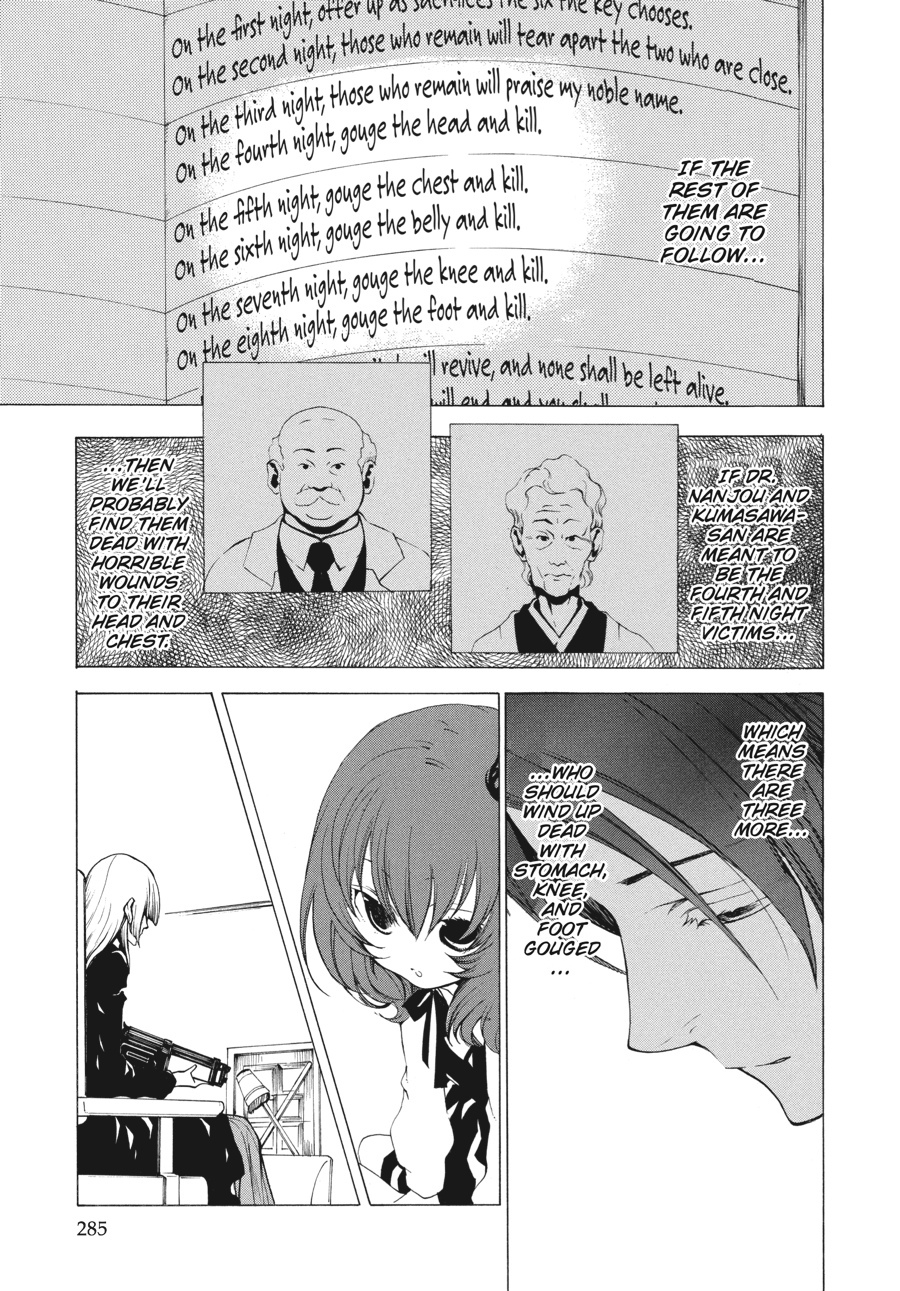 On the first night, offer up as sacrifices the six the key chooses.
On the second night, those who remain will tear apart the two who are close.
On the third night, those who remain will praise my noble name.
On the fourth night, gouge the head and kill.
On the fifth night, gouge the chest and kill.
On the sixth night, gouge the belly and kill.
On the seventh night, gouge the knee and kill.
On the eighth night, gouge the foot and kill.
will revive, and none shall be left alive.
will end, and you shall
IF THE
REST OF
THEM ARE
GOING TO
FOLLOW...
IF DR.
NANJOU AND
KUMASAWA-
SAN ARE
MEANT TO
BE THE
FOURTH AND
FIFTH NIGHT
VICTIMS...
...THEN
WE'LL
PROBABLY
FIND THEM
DEAD WITH
HORRIBLE
WOUNDS
TO THEIR
HEAD AND
CHEST.
WHICH
MEANS
THERE
ARE
THREE
MORE...
...WHO
SHOULD
WIND UP
DEAD
WITH
STOMACH,
KNEE,
AND
FOOT
GOUGED
...
285